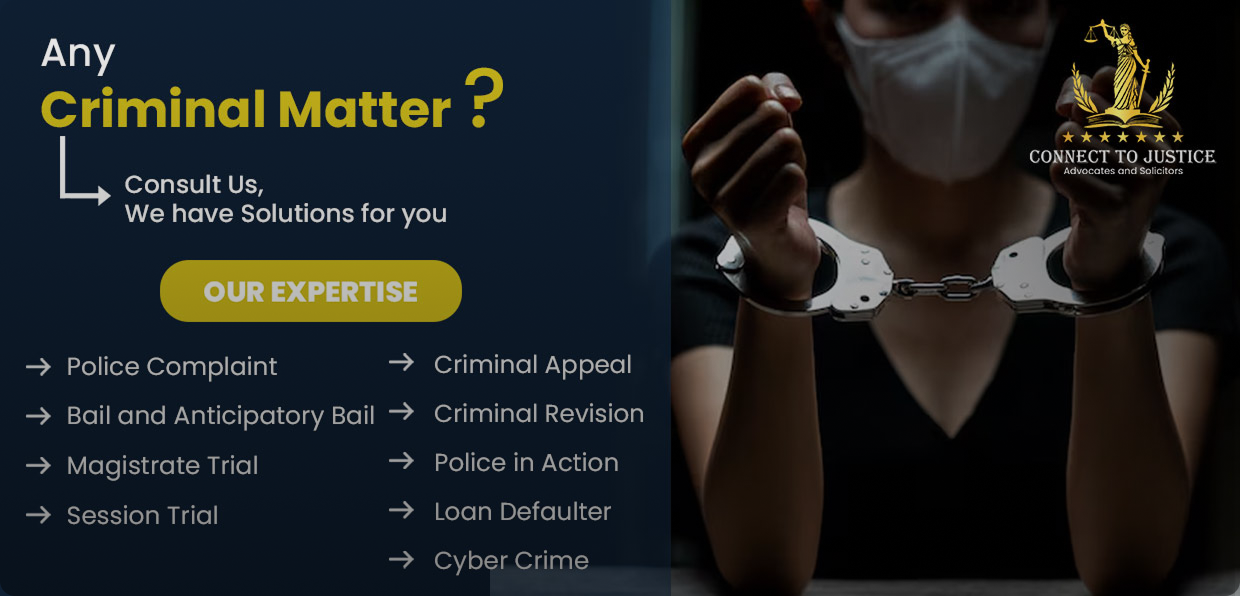 Any
Criminal Matter ?
Consult Us,
We have Solutions for you
OUR EXPERTISE
Police Complaint
Bail and Anticipatory Bail
Magistrate Trial
Session Trial
Criminal Appeal
Criminal Revision
Police in Action
Loan Defaulter
Cyber Crime
CONNECT TO JUSTICE
Advocates and Solicitors